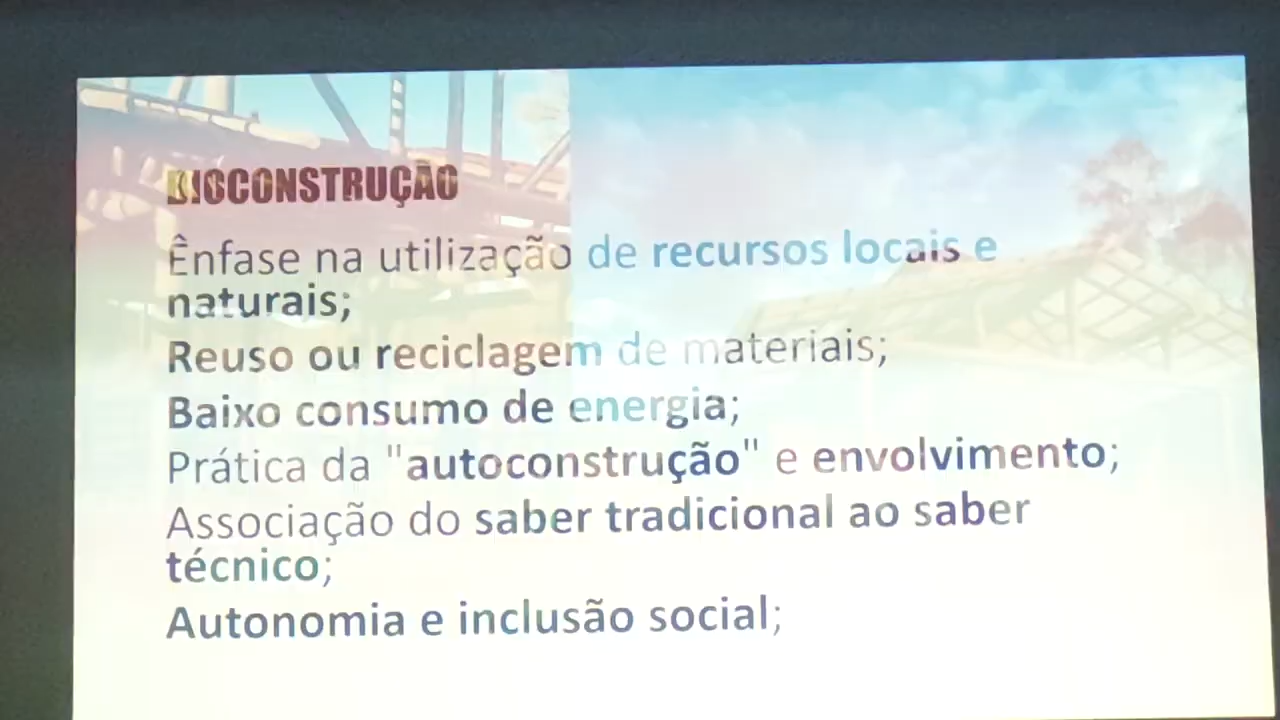 BIOCONSTRUÇÃO
Ênfase na utilização de recursos locais e
naturais;
Reuso ou reciclagem de materiais;
Baixo consumo de energia;
Prática da "autoconstrução" e envolvimento;
Associação do saber tradicional ao saber
técnico;
Autonomia e inclusão social;